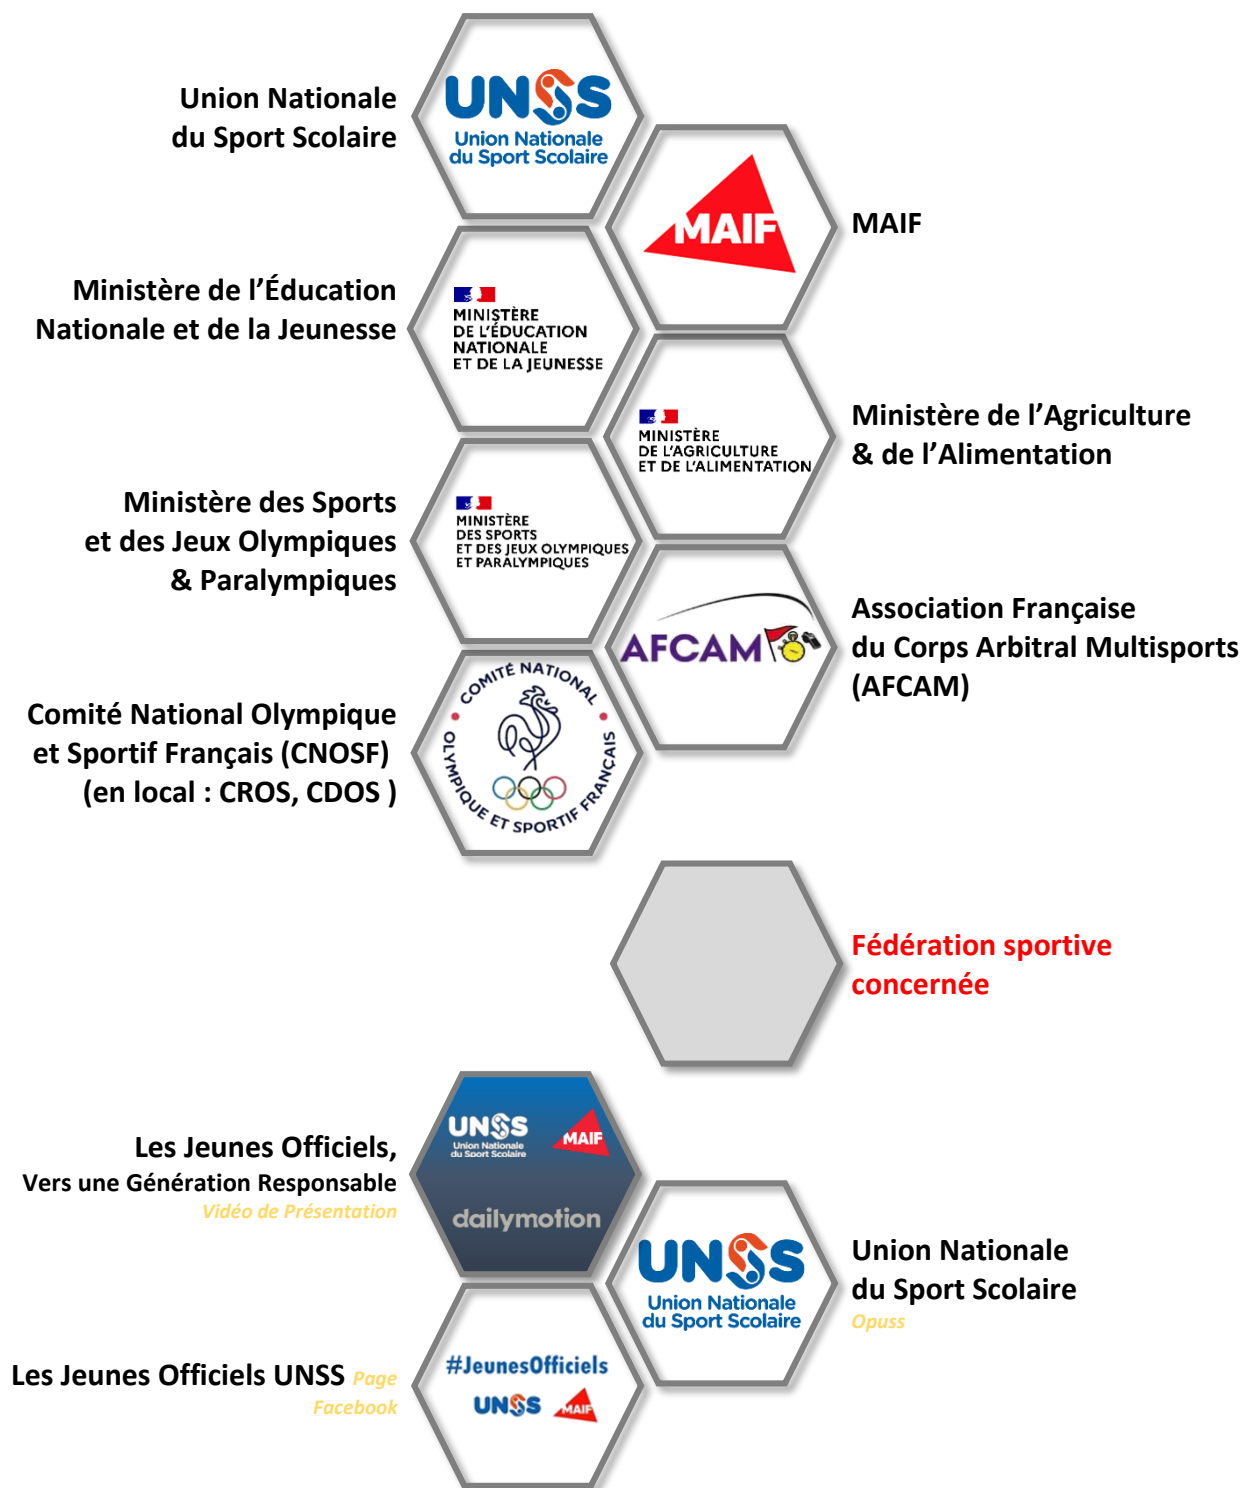 Union Nationale
du Sport Scolaire
UNSS
Union Nationale
du Sport Scolaire
MAIF
MAIF
Ministère de l’Éducation
Nationale et de la Jeunesse
MINISTÈRE
DE L’ÉDUCATION
NATIONALE
ET DE LA JEUNESSE
MINISTÈRE
DE L’AGRICULTURE
ET DE L’ALIMENTATION
Ministère de l’Agriculture
& de l’Alimentation
Ministère des Sports
et des Jeux Olympiques
& Paralympiques
MINISTÈRE
DES SPORTS
ET DES JEUX OLYMPIQUES
ET PARALYMPIQUES
AFCAM
Association Française
du Corps Arbitral Multisports
(AFCAM)
Comité National Olympique
et Sportif Français (CNOSF)
(en local : CROS, CDOS )
COMITÉ NATIONAL
OLYMPIQUE ET SPORTIF FRANÇAIS
Fédération sportive
concernée
Les Jeunes Officiels,
Vers une Génération Responsable
Vidéo de Présentation
UNSS
Union Nationale
du Sport Scolaire
MAIF
dailymotion
UNSS
Union Nationale
du Sport Scolaire
Union Nationale
du Sport Scolaire
Opuss
Les Jeunes Officiels UNSS Page
Facebook
#JeunesOfficiels
UNSS MAIF